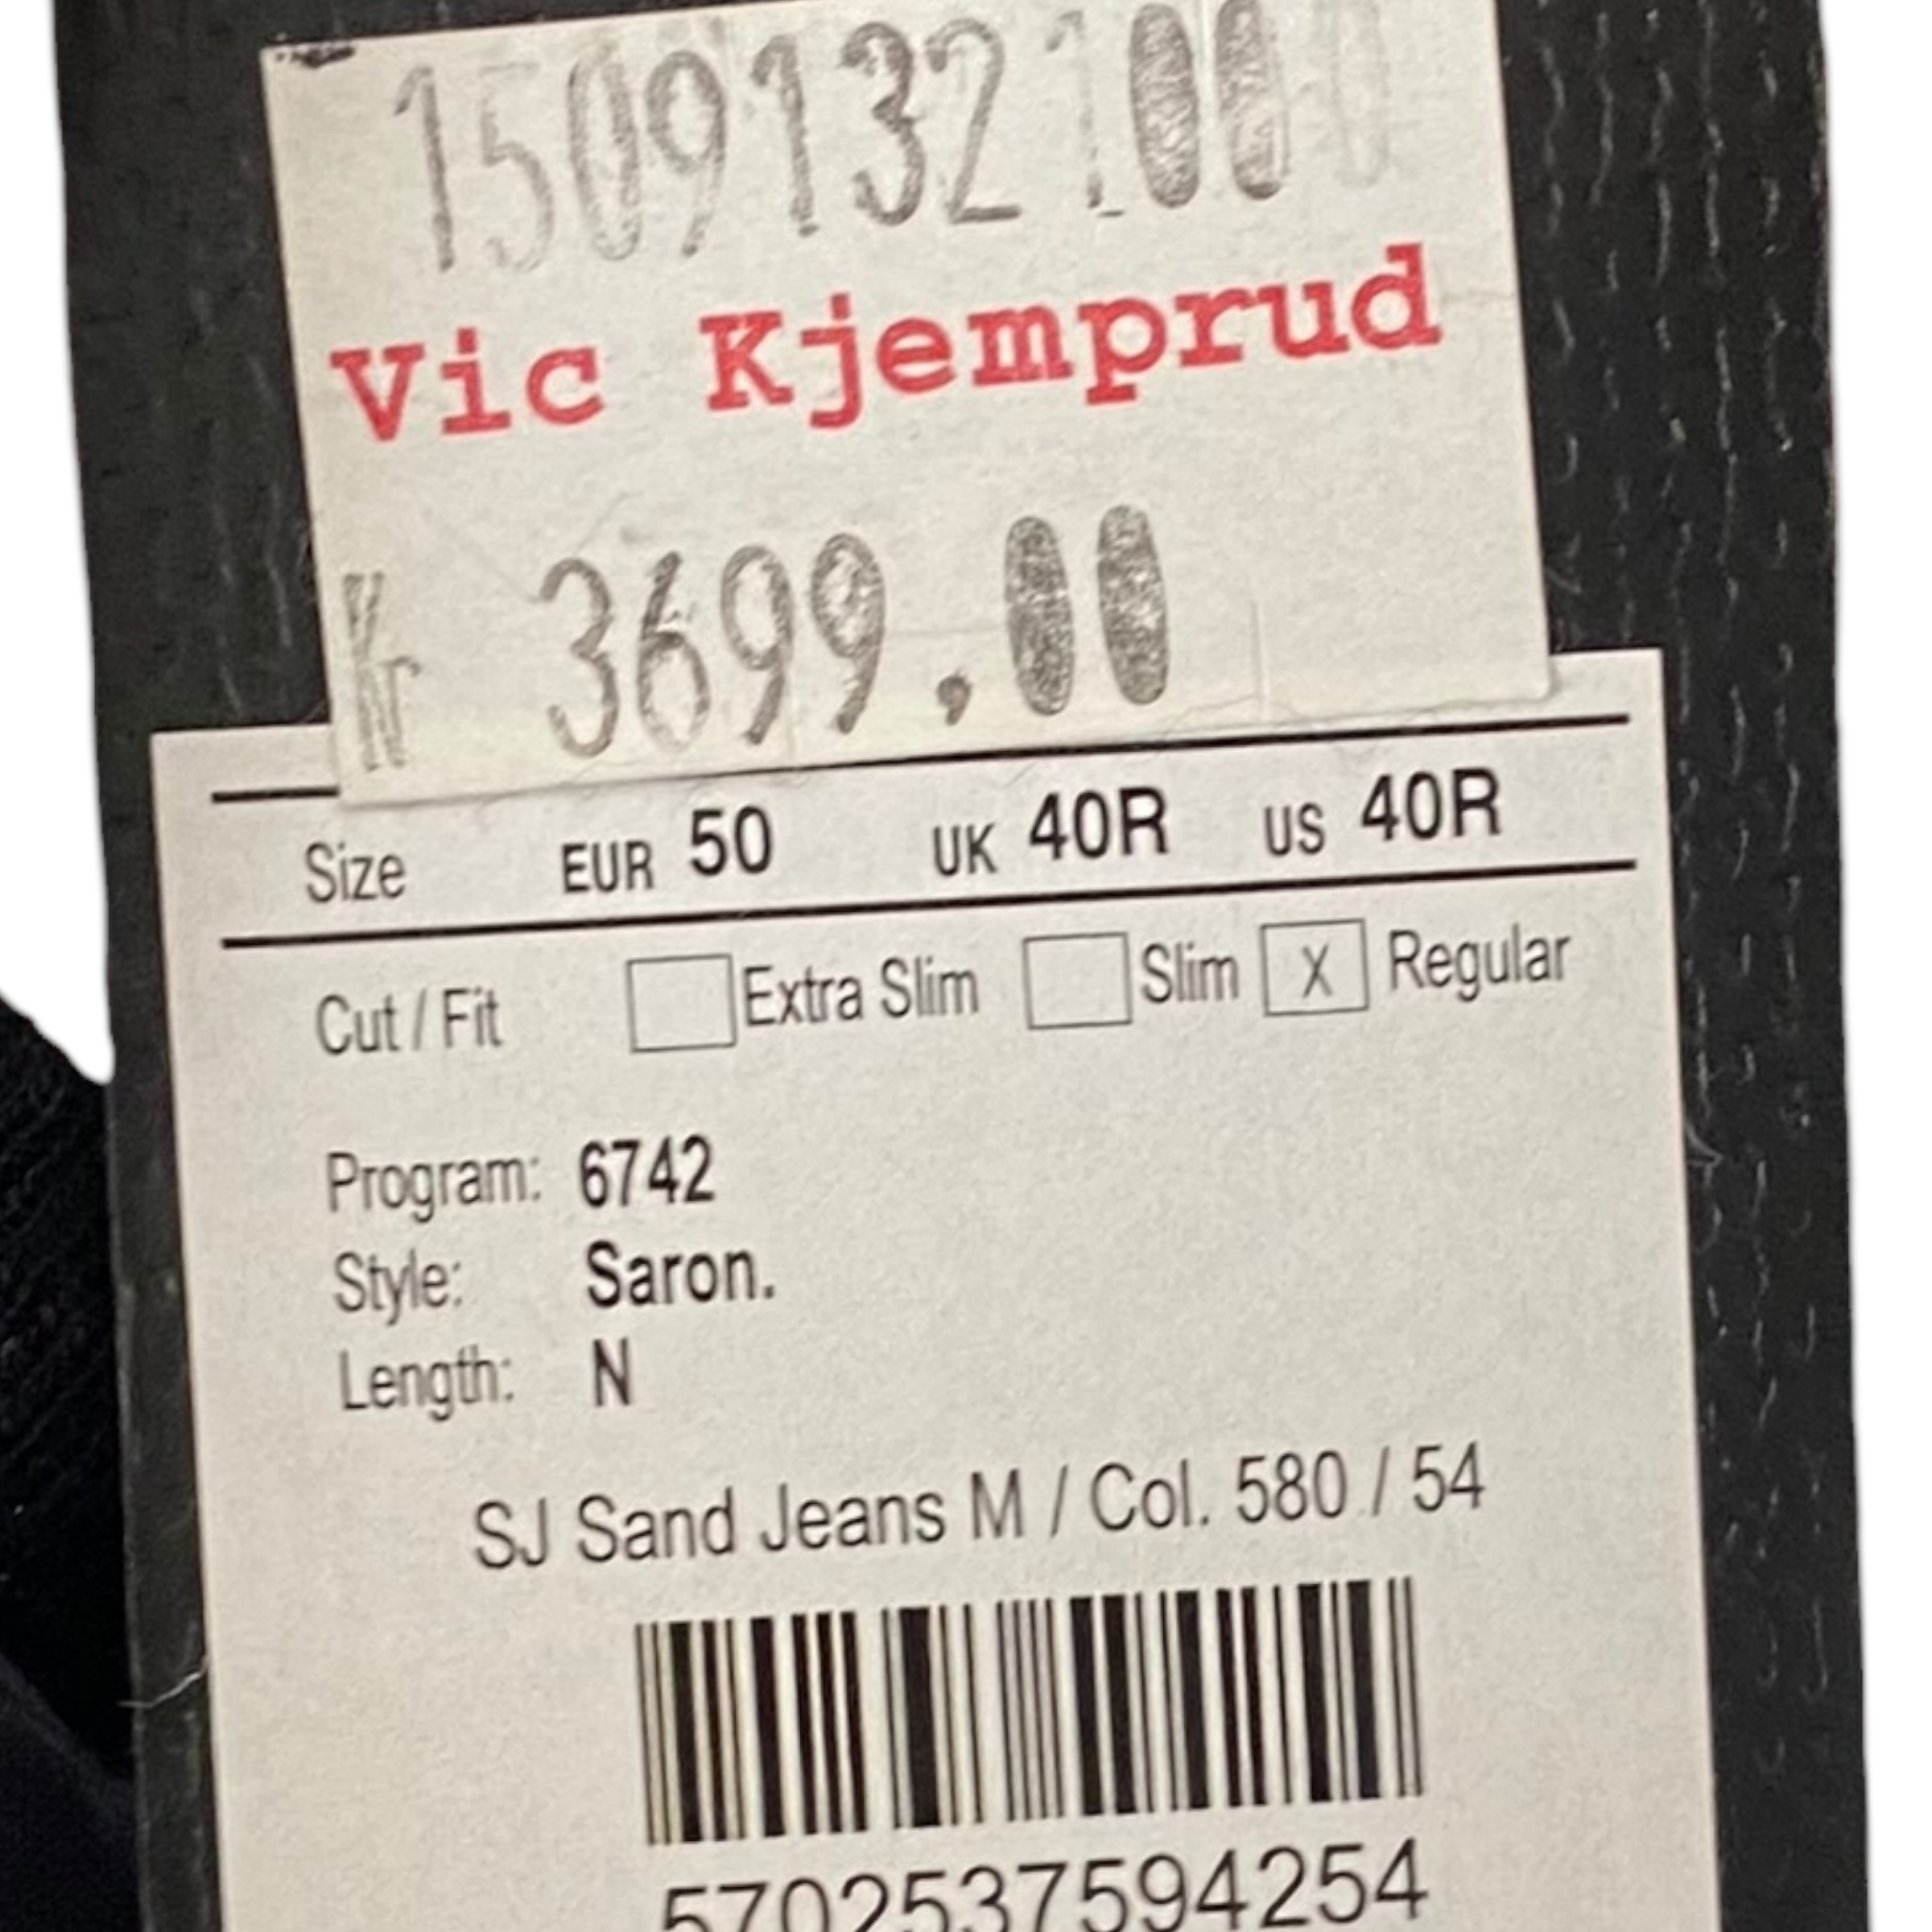 15091321000
Vic Kjemprud
Kr 3699.00
Size EUR 50 UK 40R US 40R
Cut / Fit Extra Slim Slim X Regular
Program: 6742
Style: Saron.
Length: N
SJ Sand Jeans M / Col. 580 / 54
5702537594254